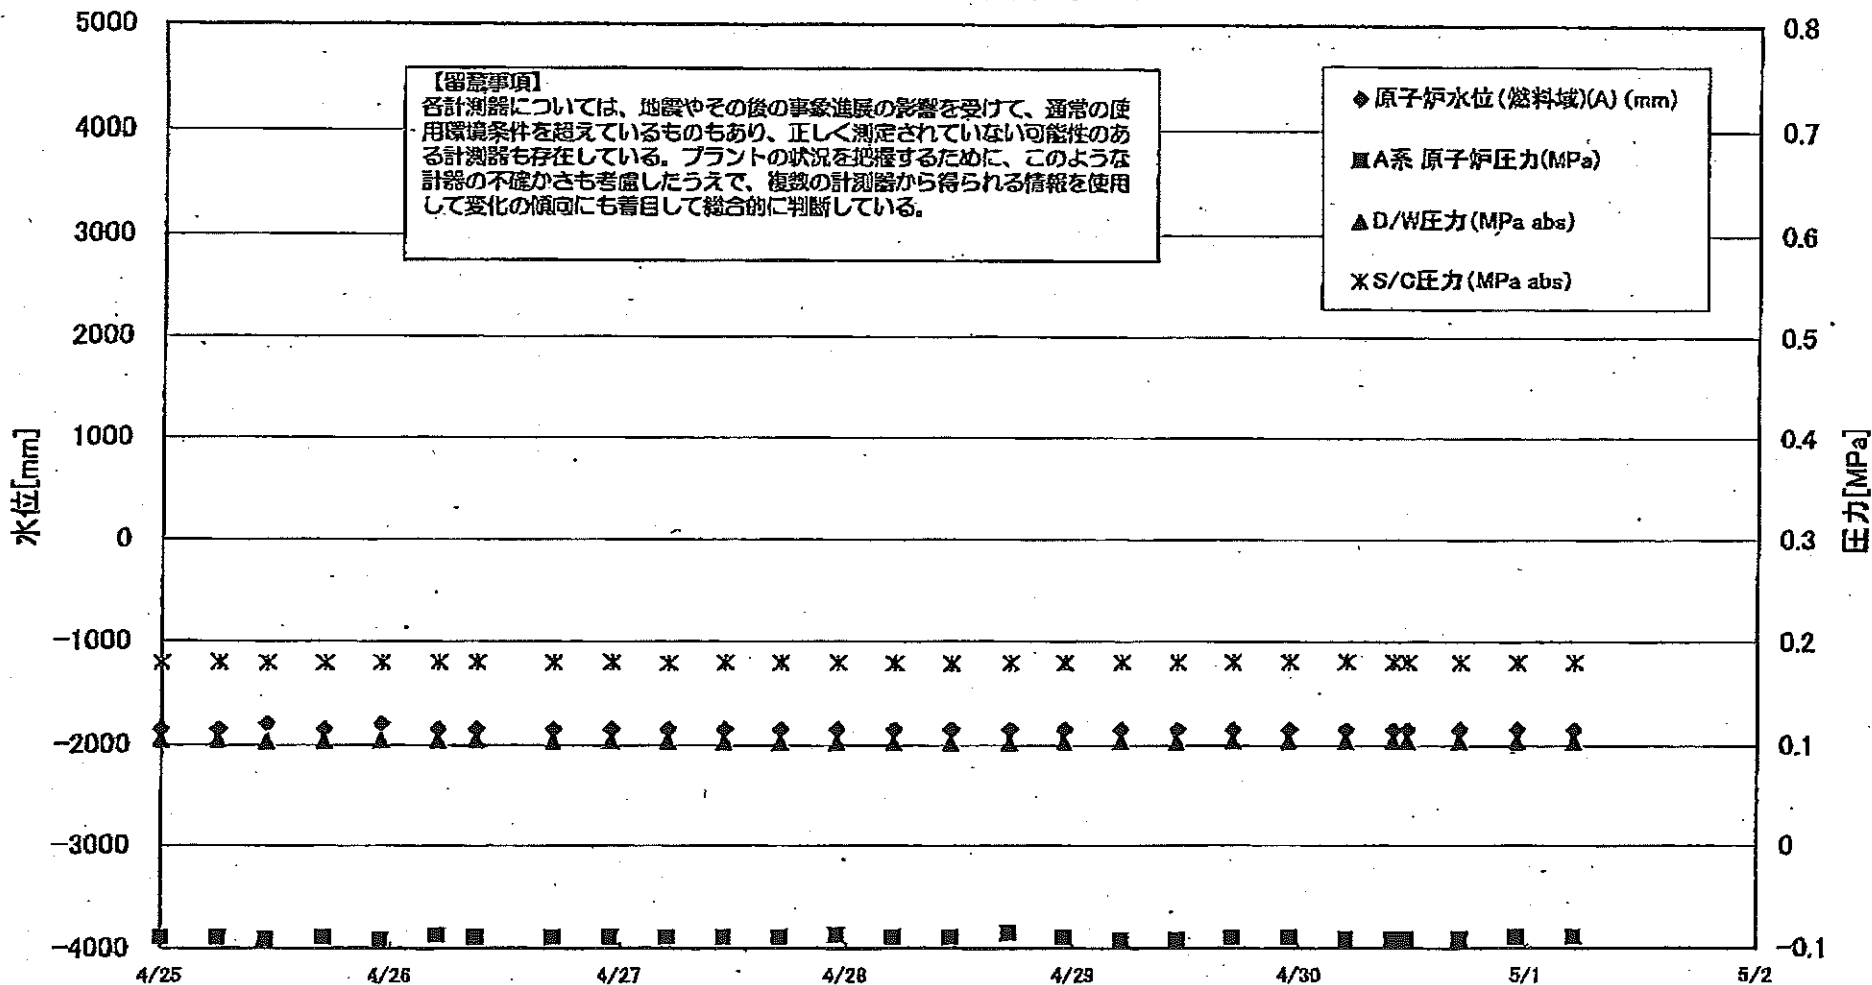 5000
4000
3000
2000
1000
0
-1000
-2000
-3000
-4000
水位[mm]
【留意事項】
各計測器については、地震やその後の事象進展の影響を受けて、通常の使
用環境条件を超えているものもあり、正しく測定されていない可能性のあ
る計測器も存在している。プラントの状況を把握するために、このような
計器の不確かさも考慮したうえで、複数の計測器から得られる情報を使用
して変化の傾向にも着目して総合的に判断している。
◆原子炉水位(燃料域)(A) (mm)
■A系 原子炉圧力(MPa)
▲D/W圧力(MPa abs)
S/C圧力(MPa abs)
0.8
0.7
0.6
0.5
0.4
0.3
0.2
0.1
0
-0.1
圧力[MPa]
4/25 4/26 4/27 4/28 4/29 4/30 5/1 5/2